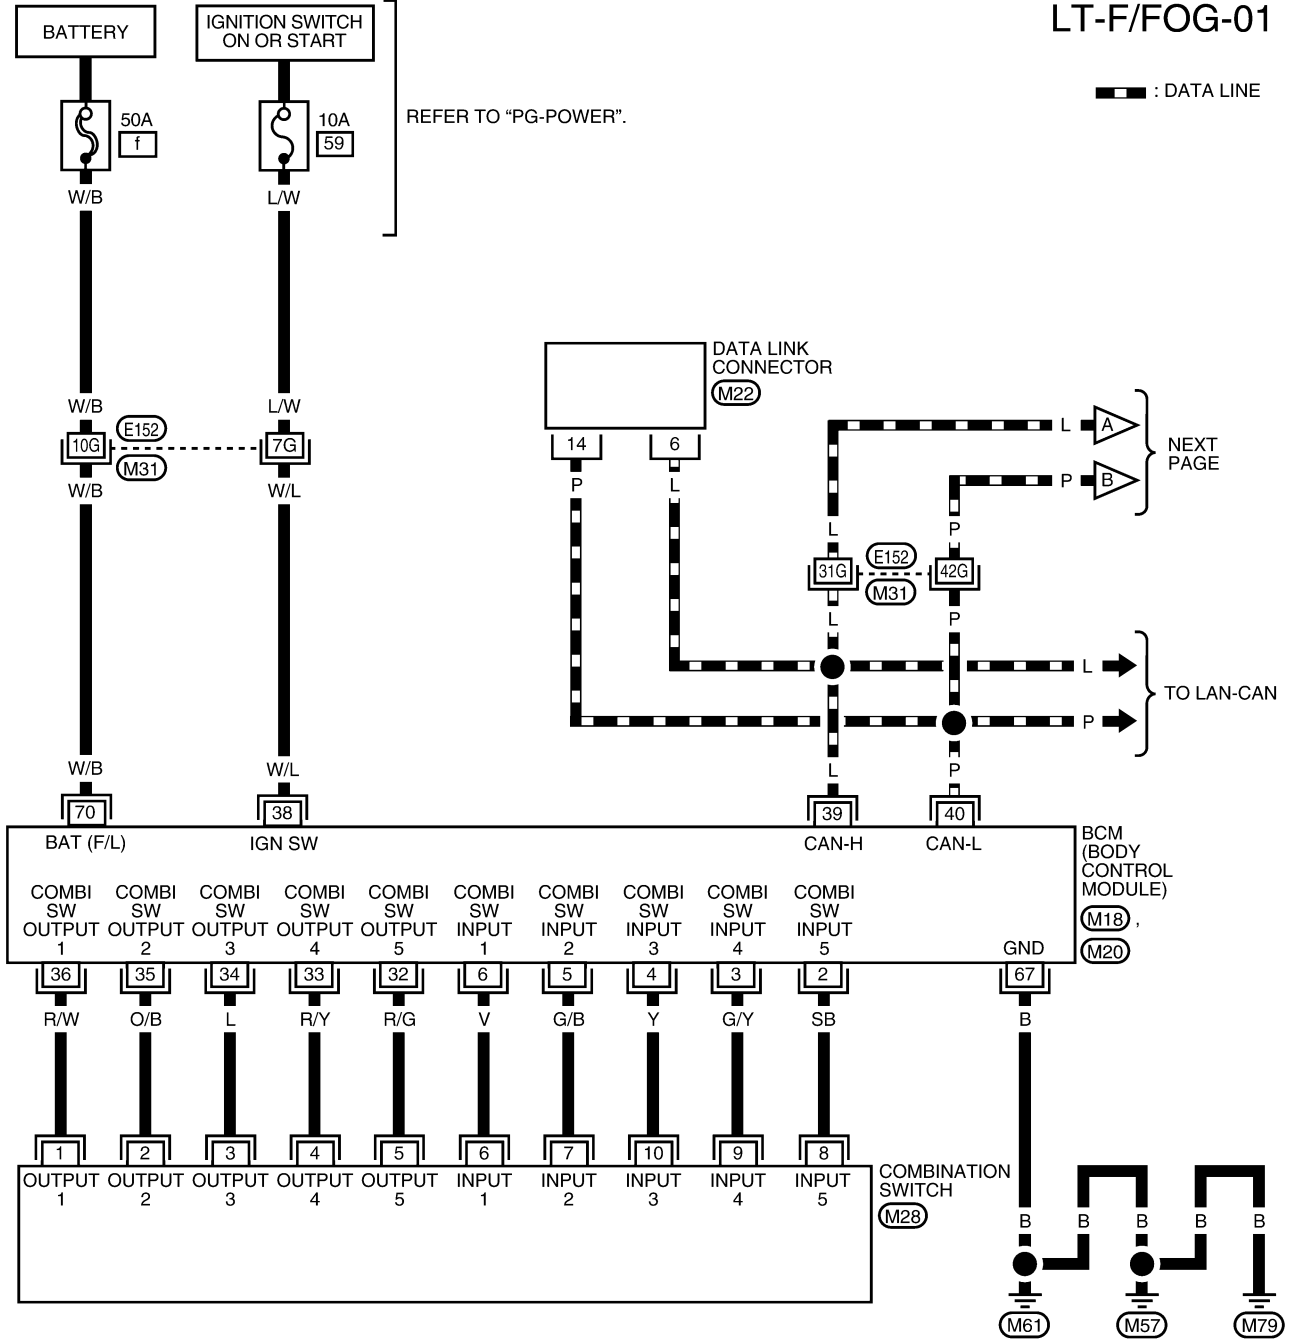 LT-F/FOG-01
BATTERY
IGNITION SWITCH
ON OR START
: DATA LINE
50A
f
10A
59
REFER TO “PG-POWER”.
W/B
L/W
DATA LINK
CONNECTOR
M22
W/B
L/W
10G
E152
M31
7G
W/B
W/L
14
6
P
L
L
A
P
B
NEXT
PAGE
L
P
31G
E152
M31
42G
L
P
L
P
TO LAN-CAN
W/B
W/L
L
P
70
38
39
40
BAT (F/L)
IGN SW
CAN-H
CAN-L
BCM
(BODY
CONTROL
MODULE)
M18 ,
M20
COMBI
SW
OUTPUT
1
COMBI
SW
OUTPUT
2
COMBI
SW
OUTPUT
3
COMBI
SW
OUTPUT
4
COMBI
SW
OUTPUT
5
COMBI
SW
INPUT
1
COMBI
SW
INPUT
2
COMBI
SW
INPUT
3
COMBI
SW
INPUT
4
COMBI
SW
INPUT
5
GND
36
35
34
33
32
6
5
4
3
2
67
R/W
O/B
L
R/Y
R/G
V
G/B
Y
G/Y
SB
B
1
2
3
4
5
6
7
10
9
8
OUTPUT
1
OUTPUT
2
OUTPUT
3
OUTPUT
4
OUTPUT
5
INPUT
1
INPUT
2
INPUT
3
INPUT
4
INPUT
5
COMBINATION
SWITCH
M28
B
B
B
B
B
M61
M57
M79